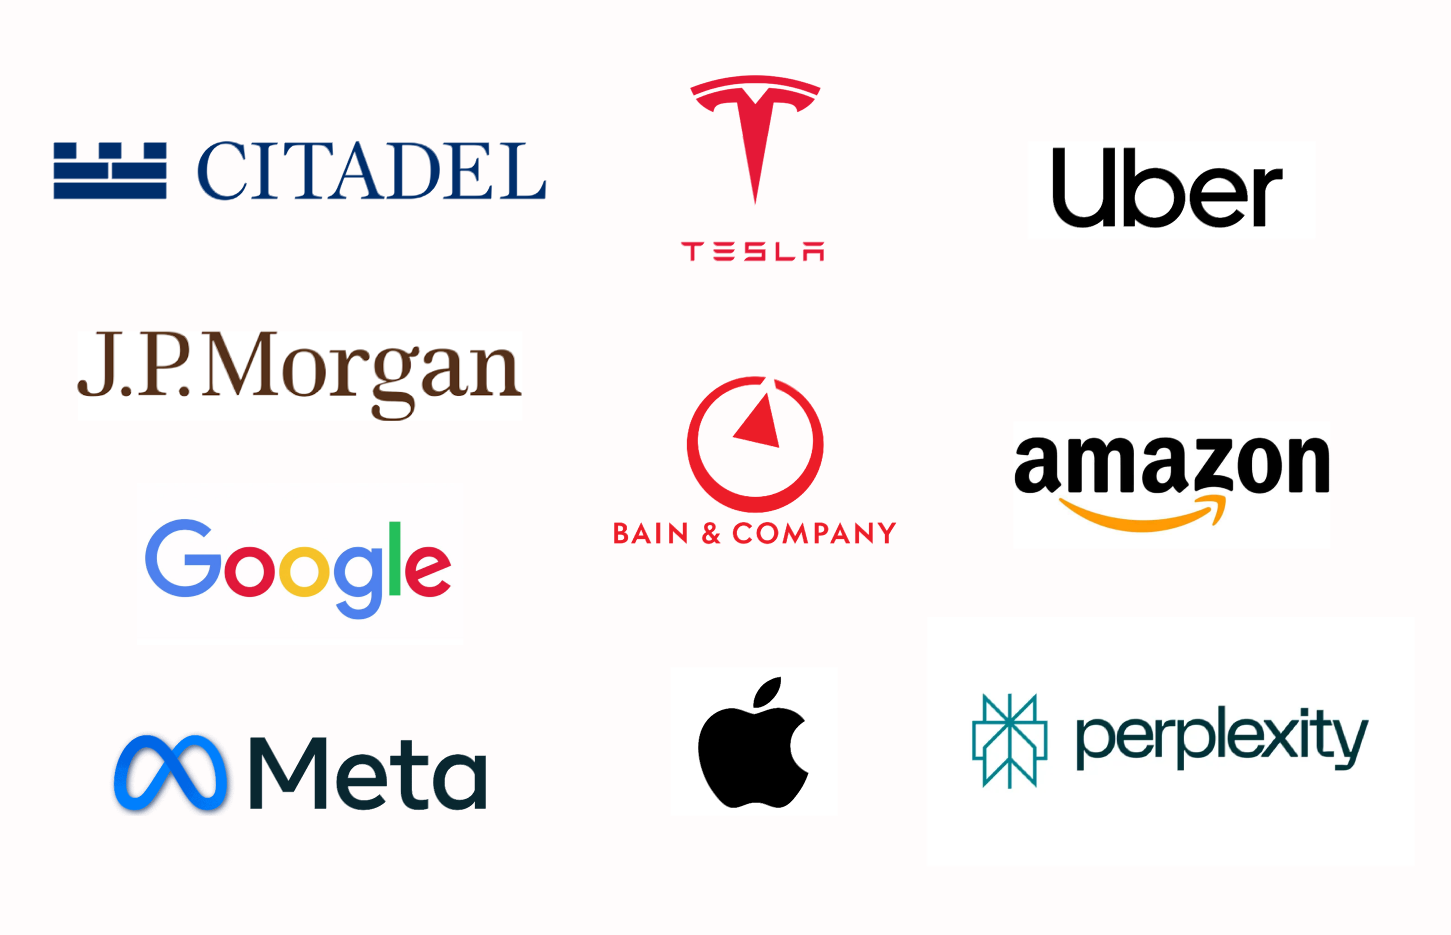 CITADEL
TESLA
Uber
J.P.Morgan
BAIN & COMPANY
amazon
Google
Meta
perplexity